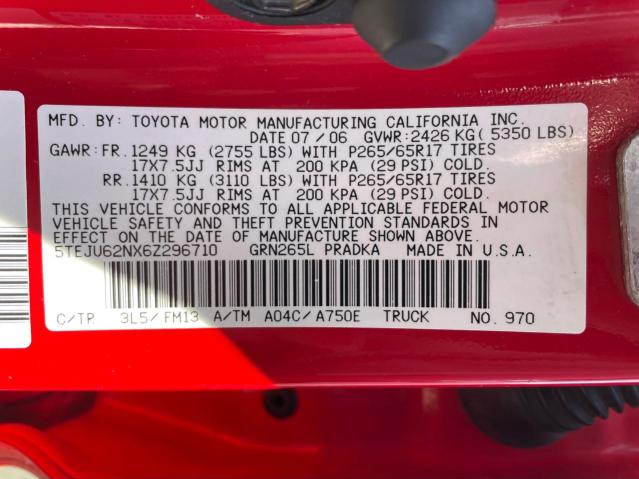 MFD. BY: TOYOTA MOTOR MANUFACTURING CALIFORNIA INC.
DATE 07/06 GVWR:2426 KG( 5350 LBS)
GAWR:FR.1249 KG (2755 LBS) WITH P265/65R17 TIRES
17X7.5JJ RIMS AT 200 KPA (29 PSI) COLD.
RR.1410 KG (3110 LBS) WITH P265/65R17 TIRES
17X7.5JJ RIMS AT 200 KPA (29 PSI) COLD.
THIS VEHICLE CONFORMS TO ALL APPLICABLE FEDERAL MOTOR
VEHICLE SAFETY AND THEFT PREVENTION STANDARDS IN
EFFECT ON THE DATE OF MANUFACTURE SHOWN ABOVE.
5TEJU62NX6Z296710 GRN265L PRADKA MADE IN U.S.A.
C/TR 3L5/FM13 A/TM A04C/A750E TRUCK NO. 970